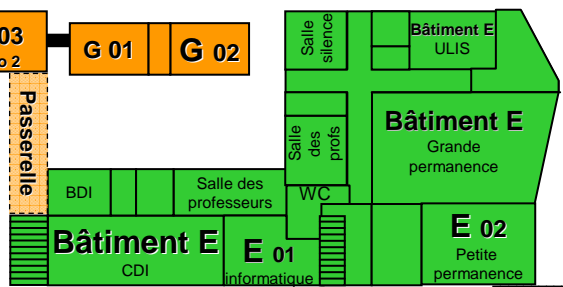 03
o 2
G 01
G 02
Salle
silence
Bâtiment E
ULIS
Passerelle
Salle
des
profs
Bâtiment E
Grande
permanence
BDI
Salle des
professeurs
WC
Bâtiment E
CDI
E 01
informatique
E 02
Petite
permanence